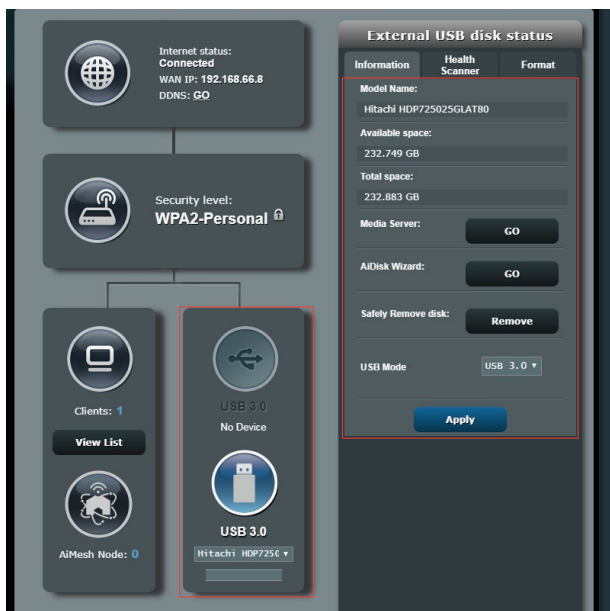 Internet status:
Connected
WAN IP: 192.168.66.8
DDNS: GO
Security level:
WPA2-Personal
Clients: 1
View List
AiMesh Node: 0
USB 3.0
No Device
USB 3.0
Hitachi HDP725C
External USB disk status
Information
Health
Scanner
Format
Model Name:
Hitachi HDP725025GLAT80
Available space:
232.749 GB
Total space:
232.883 GB
Media Server:
GO
AiDisk Wizard:
GO
Safely Remove disk:
Remove
USB Mode
USB 3.0
Apply